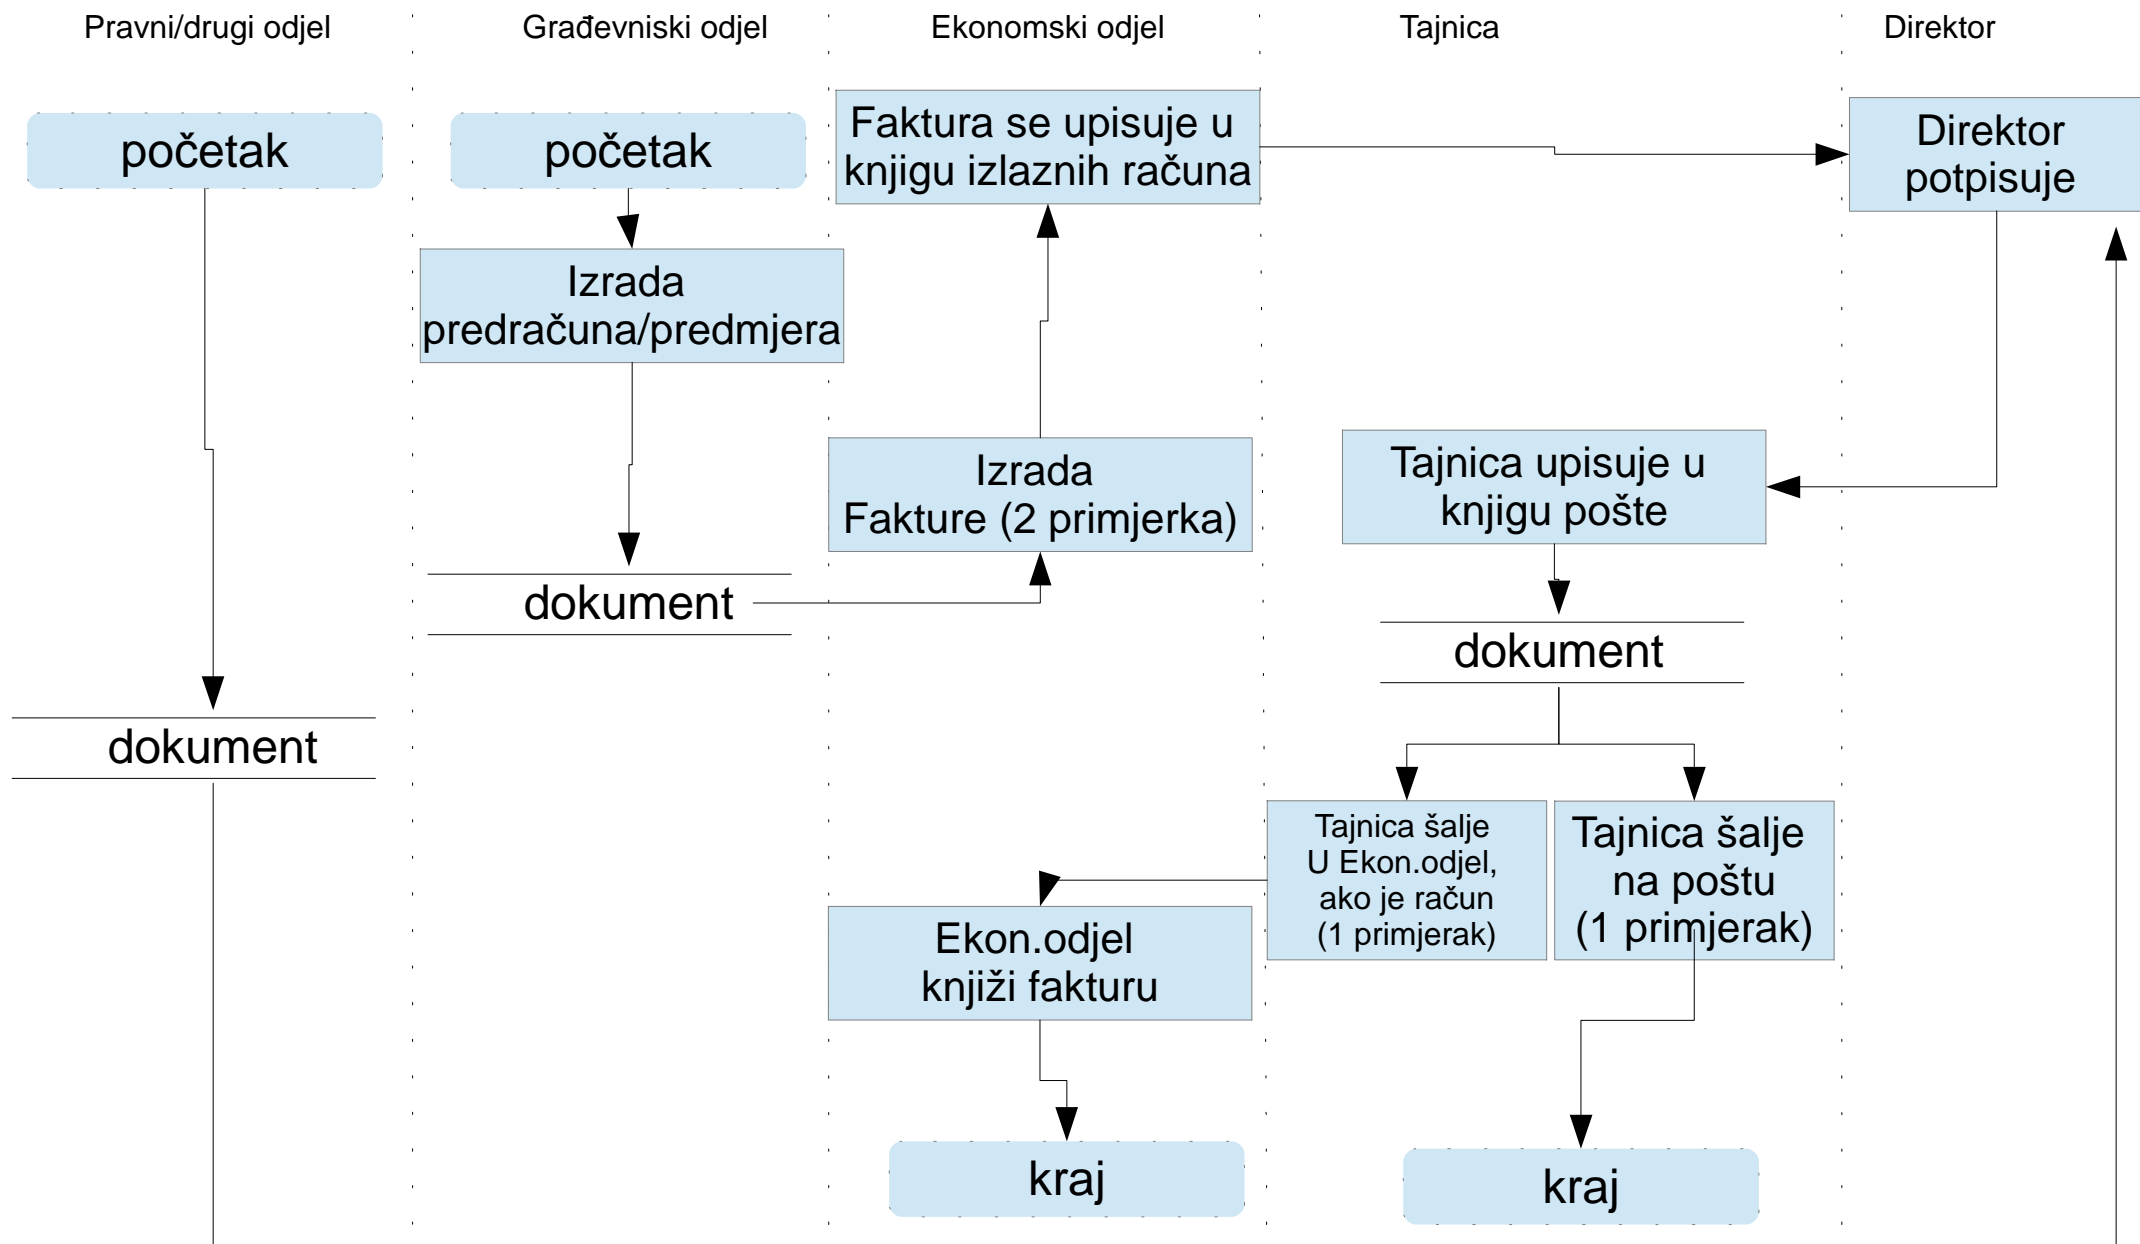 Pravni/drugi odjel
Građevniski odjel
Ekonomski odjel
Tajnica
Direktor
početak
početak
Faktura se upisuje u
knjigu izlaznih računa
Direktor
potpisuje
Izrada
predračuna/predmjera
Izrada
Fakture (2 primjerka)
Tajnica upisuje u
knjigu pošte
dokument
dokument
dokument
Tajnica šalje
U Ekon.odjel,
ako je račun
(1 primjerak)
Tajnica šalje
na poštu
(1 primjerak)
Ekon.odjel
knjiži fakturu
kraj
kraj